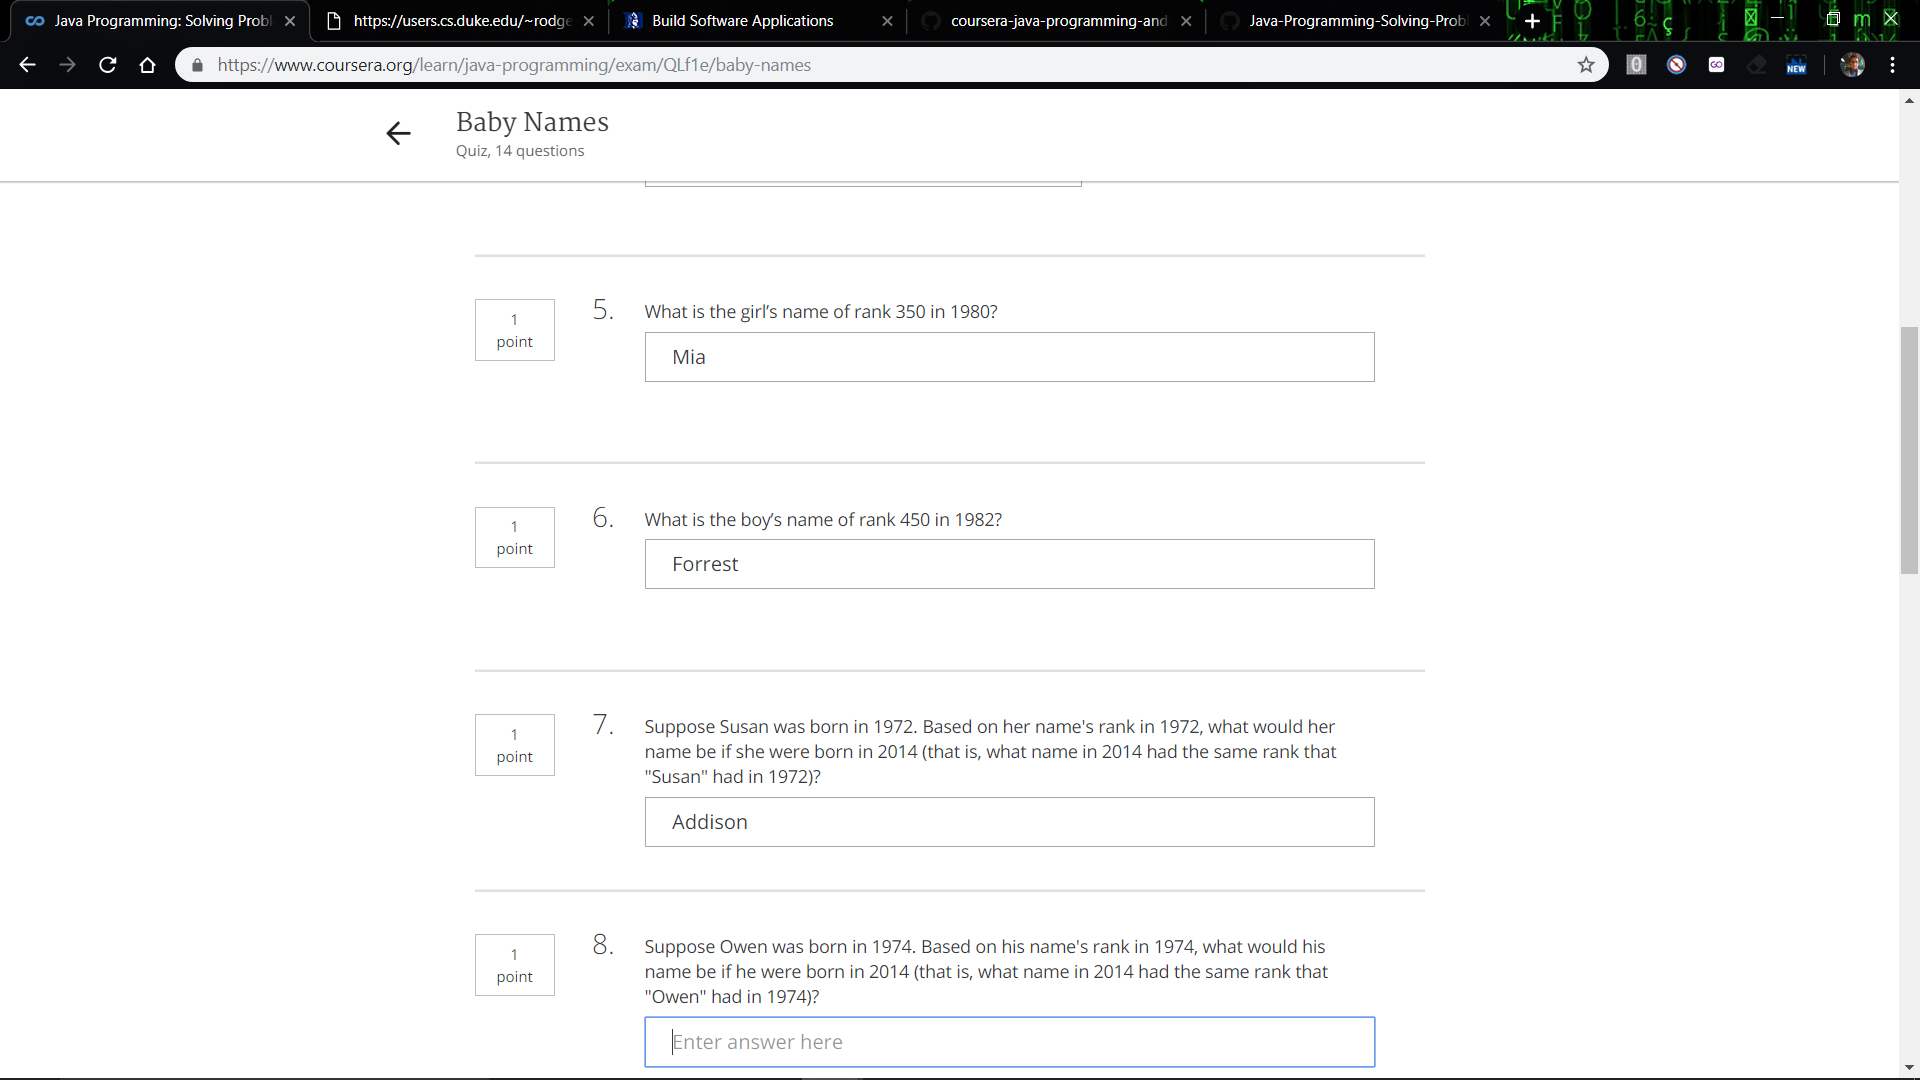 Java Programming: Solving Probl
https://users.cs.duke.edu/~rodge
Build Software Applications
coursera-java-programming-and
Java-Programming-Solving-Probl
https://www.coursera.org/learn/java-programming/exam/QLf1e/baby-names
NEW
Baby Names
Quiz, 14 questions
1
point
5.
What is the girl’s name of rank 350 in 1980?
Mia
1
point
6.
What is the boy’s name of rank 450 in 1982?
Forrest
1
point
7.
Suppose Susan was born in 1972. Based on her name's rank in 1972, what would her
name be if she were born in 2014 (that is, what name in 2014 had the same rank that
"Susan" had in 1972)?
Addison
1
point
8.
Suppose Owen was born in 1974. Based on his name's rank in 1974, what would his
name be if he were born in 2014 (that is, what name in 2014 had the same rank that
"Owen" had in 1974)?
Enter answer here